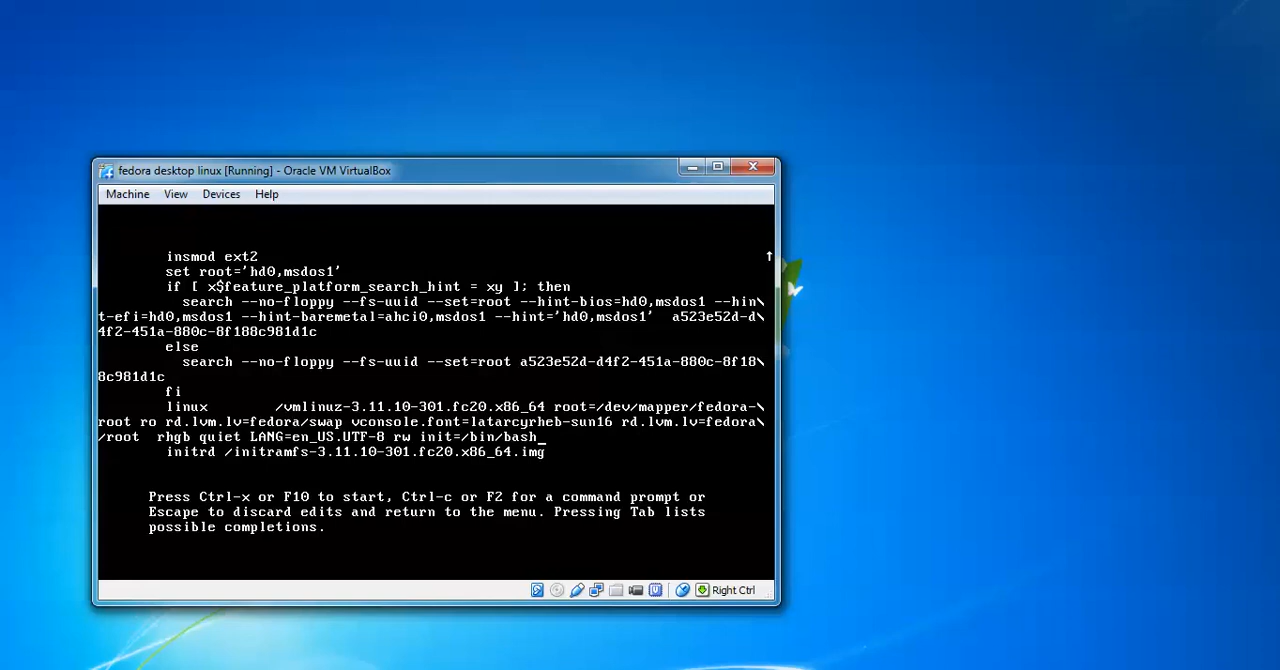 fedora desktop linux [Running] - Oracle VM VirtualBox
Machine View Devices Help
insmod ext2
set root='hd0,msdos1'
if [ x$feature_platform_search_hint = xy ]; then
search --no-floppy --fs-uuid --set=root --hint-bios=hd0,msdos1 --hin\
t-efi=hd0,msdos1 --hint-baremetal=ahci0,msdos1 --hint='hd0,msdos1'  a523e52d-d\
4f2-451a-880c-8f188c981d1c
else
search --no-floppy --fs-uuid --set=root a523e52d-d4f2-451a-880c-8f18\
8c981d1c
fi
linux /vmlinuz-3.11.10-301.fc20.x86_64 root=/dev/mapper/fedora-\
root ro rd.lvm.lv=fedora/swap vconsole.font=latarcyrheb-sun16 rd.lvm.lv=fedora\
/root  rhgb quiet LANG=en_US.UTF-8 rw init=/bin/bash_
initrd /initramfs-3.11.10-301.fc20.x86_64.img
Press Ctrl-x or F10 to start, Ctrl-c or F2 for a command prompt or
Escape to discard edits and return to the menu. Pressing Tab lists
possible completions.
Right Ctrl